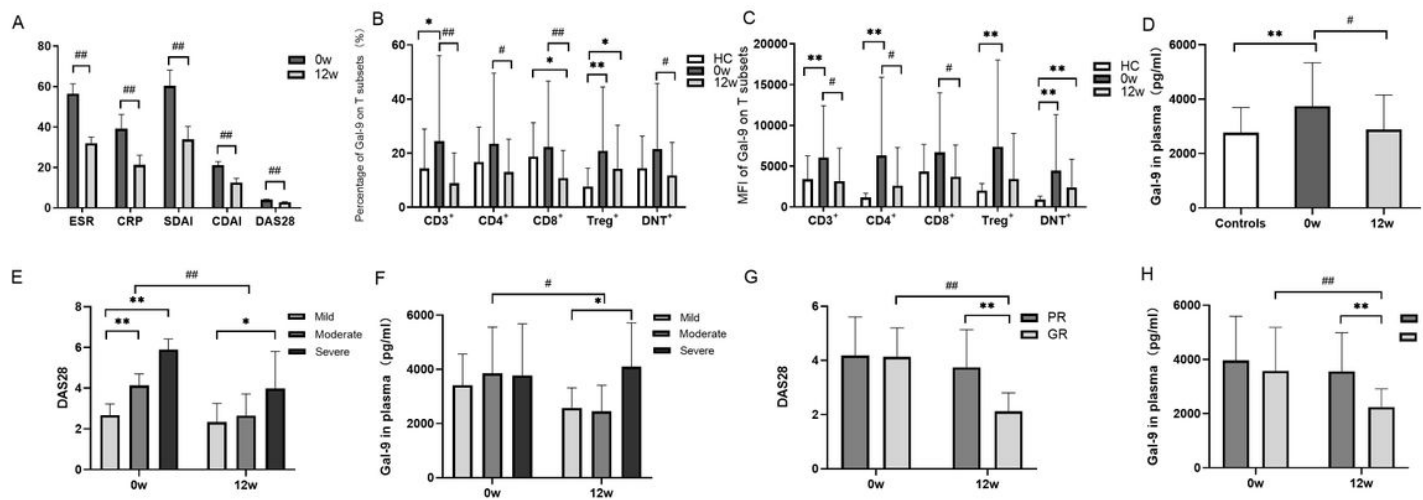 A
60
40
20
0
##
##
##
##
##
0w
12w
ESR
CRP
SDAI
CDAI
DAS28
B
Percentage of Gal-9 on T subsets (%)
60
40
20
0
*
##
#
##
*
*
**
#
HC
0w
12w
CD3+
CD4+
CD8+
Treg+
DNT+
C
MFI of Gal-9 on T subsets
20000
15000
10000
5000
0
**
#
**
#
#
**
**
**
HC
0w
12w
CD3+
CD4+
CD8+
Treg+
DNT+
D
Gal-9 in plasma (pg/ml)
6000
4000
2000
0
**
#
Controls
0w
12w
E
DAS28
8
6
4
2
0
##
**
**
*
Mild
Moderate
Severe
0w
12w
F
Gal-9 in plasma (pg/ml)
6000
4000
2000
0
#
*
Mild
Moderate
Severe
0w
12w
G
DAS28
6
4
2
0
##
**
PR
GR
0w
12w
H
Gal-9 in plasma (pg/ml)
6000
4000
2000
0
##
**
0w
12w